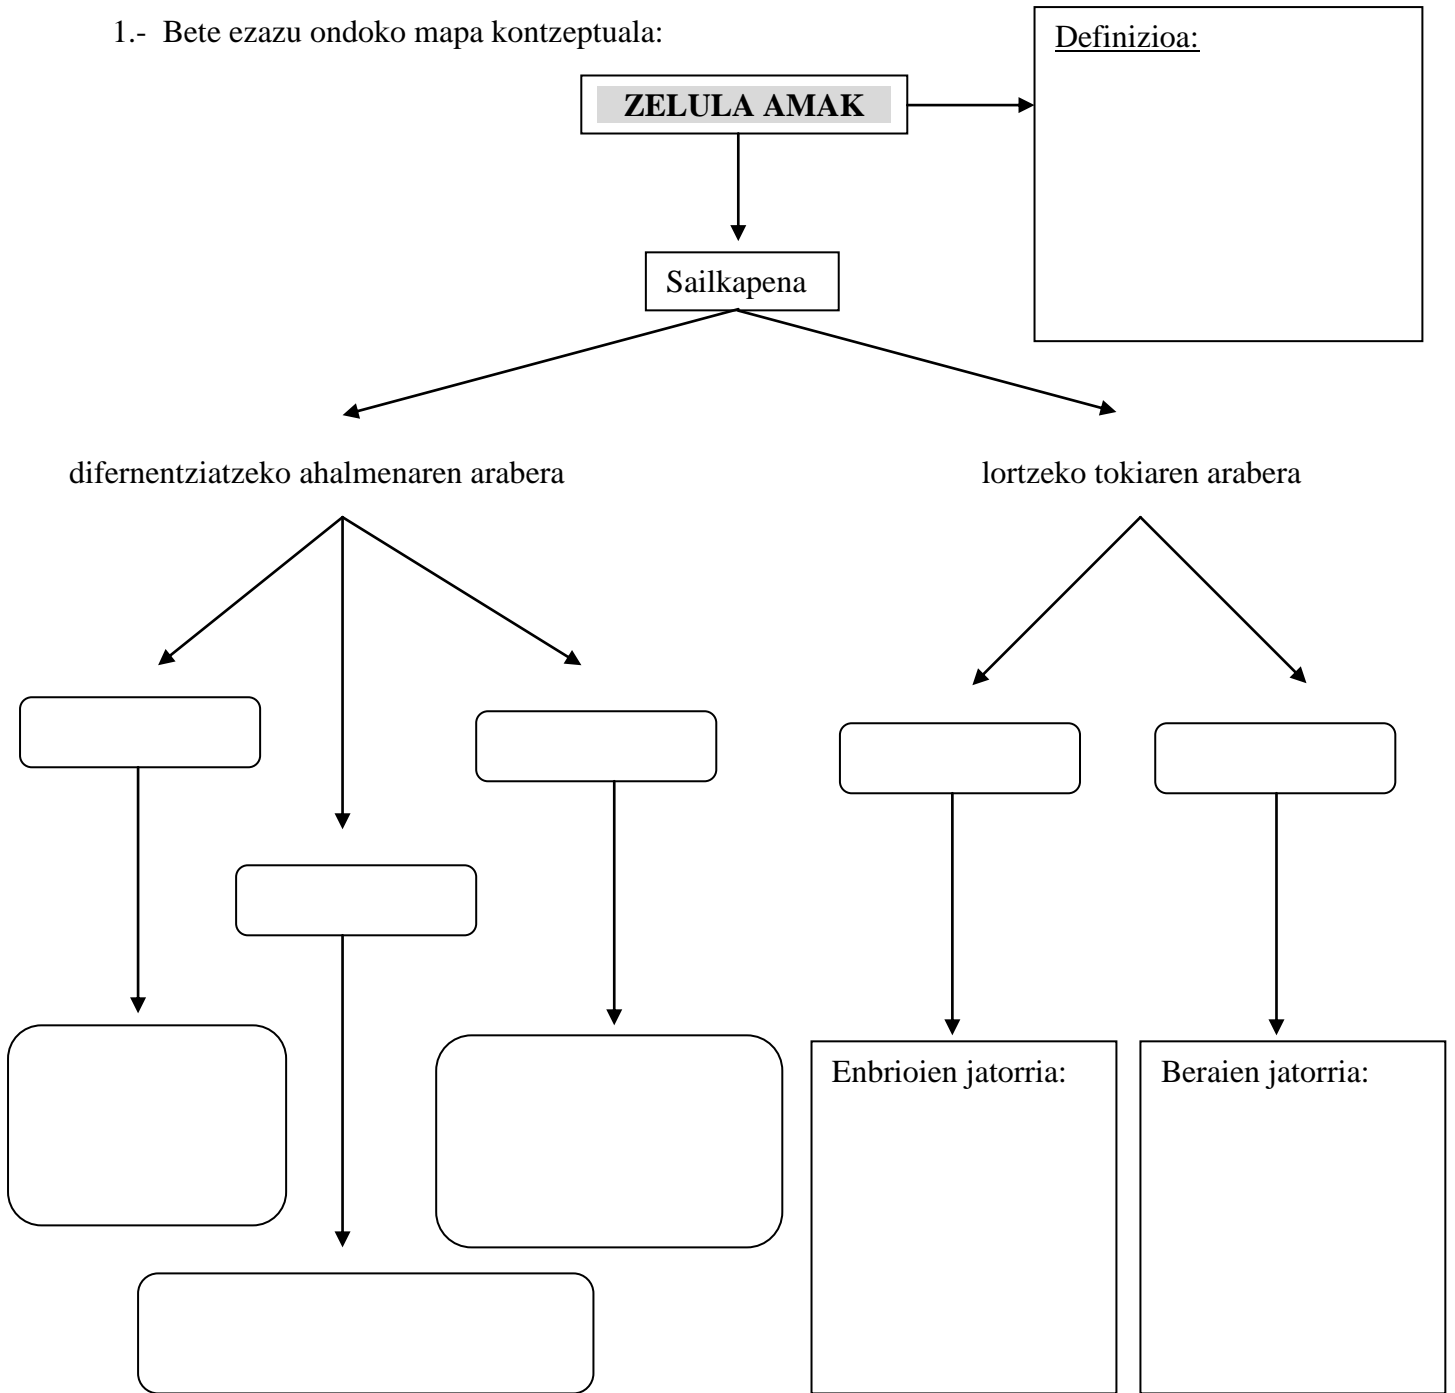 1.- Bete ezazu ondoko mapa kontzeptuala:
Definizioa:
ZELULA AMAK
Sailkapena
difernentziatzeko ahalmenaren arabera
lortzeko tokiaren arabera
Enbrioien jatorria:
Beraien jatorria: